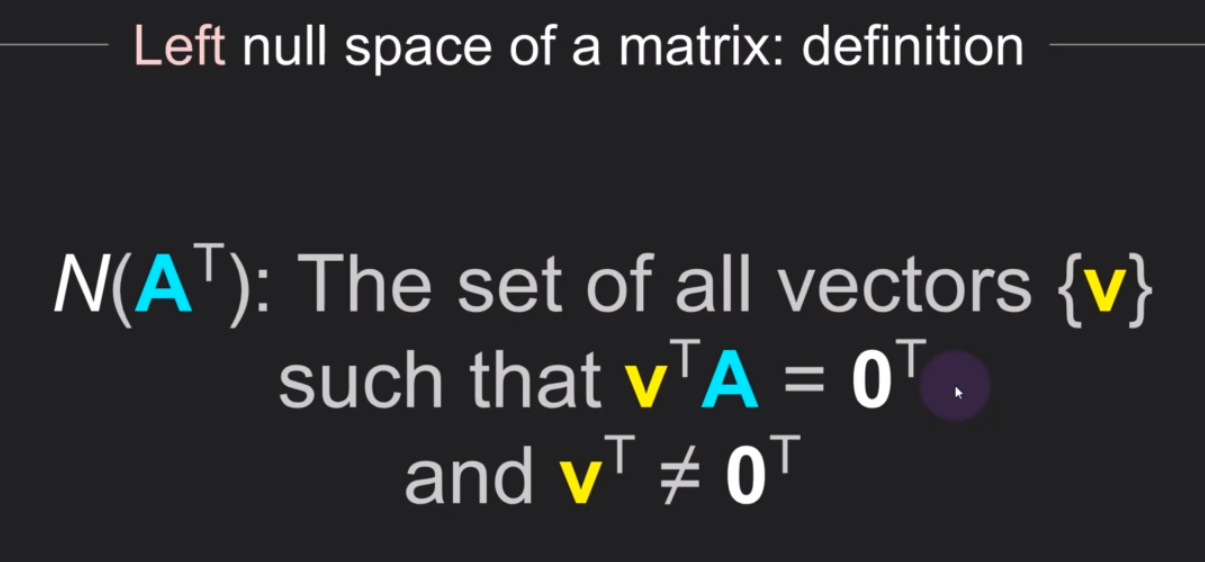 Left null space of a matrix: definition
N(Aᵀ): The set of all vectors {v}
such that vᵀA = 0ᵀ
and vᵀ ≠ 0ᵀ